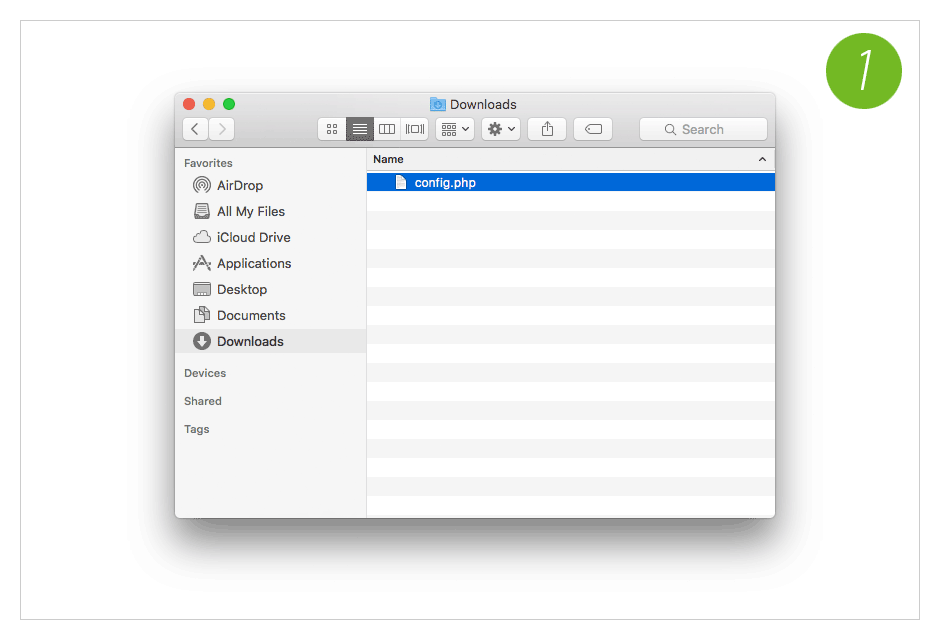 1
Downloads
Search
Favorites
AirDrop
All My Files
iCloud Drive
Applications
Desktop
Documents
Downloads
Devices
Shared
Tags
Name
config.php